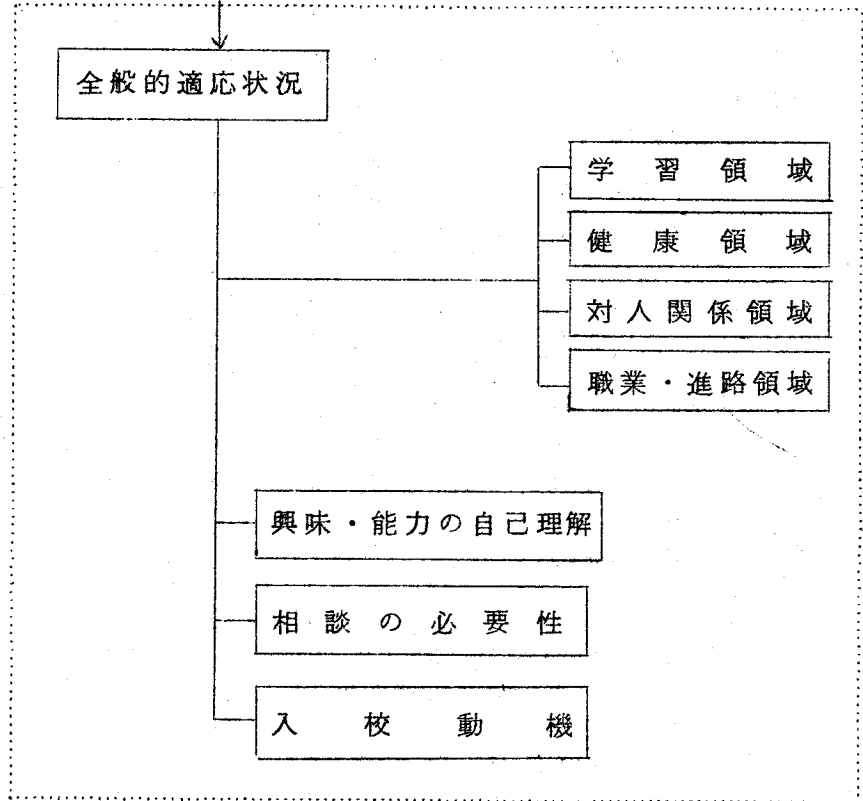 全般的適応状況
学習領域
健康領域
対人関係領域
職業・進路領域
興味・能力の自己理解
相談の必要性
入校動機